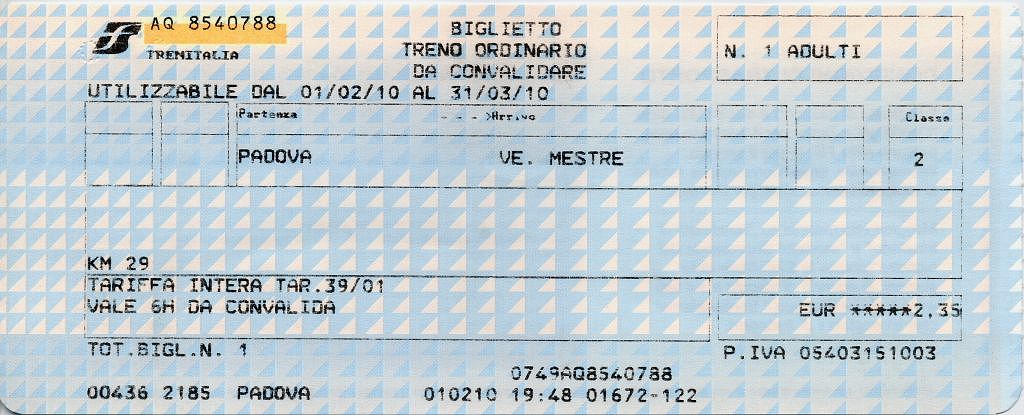 AQ 8540788
TRENITALIA
BIGLIETTO
TRENO ORDINARIO
DA CONVALIDARE
N. 1 ADULTI
UTILIZZABILE DAL 01/02/10 AL 31/03/10
Partenza - - - >Arrivo Classe
PADOVA VE. MESTRE 2
KM 29
TARIFFA INTERA TAR.39/01
VALE 6H DA CONVALIDA
EUR *****2,35
TOT.BIGL.N. 1
P.IVA 05403151003
0749AQ8540788
00436 2185 PADOVA 010210 19:48 01672-122